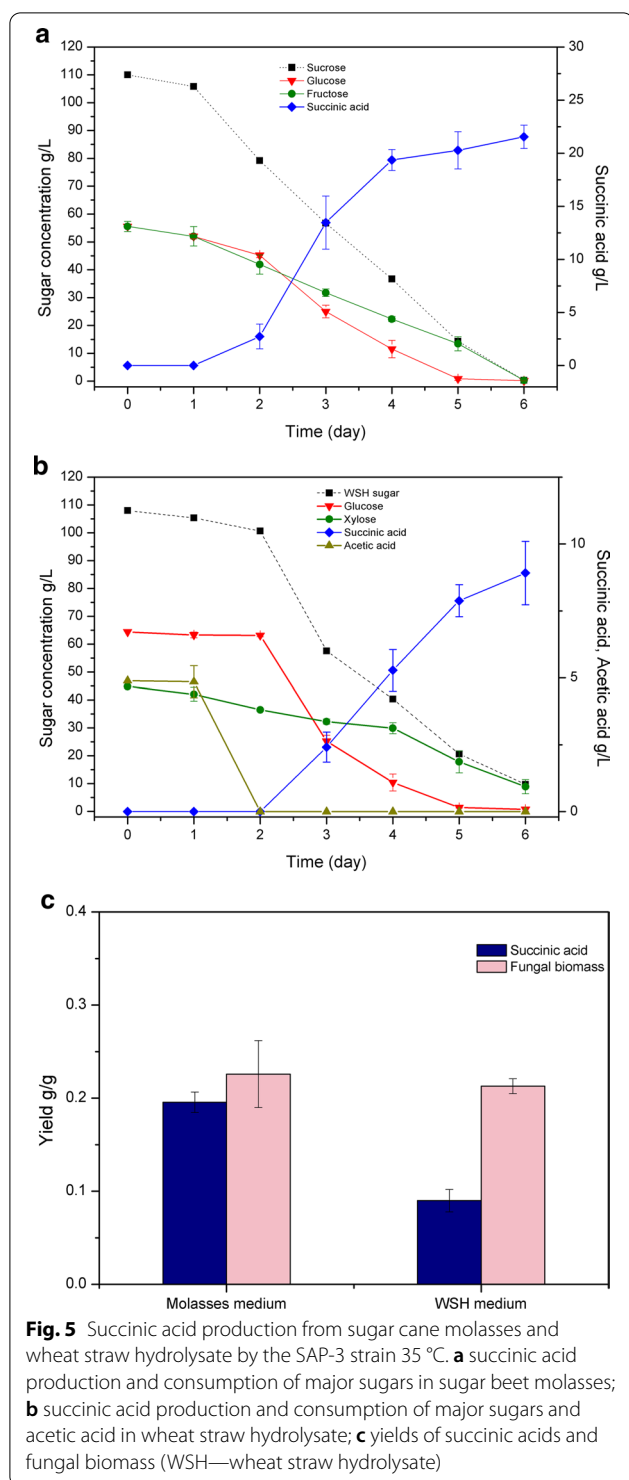 a
120
110
100
90
80
70
60
50
40
30
20
10
0
Sugar concentration g/L
Sucrose
Glucose
Fructose
Succinic acid
30
25
20
15
10
5
0
Succinic acid g/L
0 1 2 3 4 5 6
Time (day)
b
120
110
100
90
80
70
60
50
40
30
20
10
0
Sugar concentration g/L
WSH sugar
Glucose
Xylose
Succinic acid
Acetic acid
10
5
0
Succinic acid, Acetic acid g/L
0 1 2 3 4 5 6
Time (day)
c
0.4
0.3
0.2
0.1
0.0
Yield g/g
Succinic acid
Fungal biomass
Molasses medium WSH medium
Fig. 5 Succinic acid production from sugar cane molasses and
wheat straw hydrolysate by the SAP-3 strain 35 °C. a succinic acid
production and consumption of major sugars in sugar beet molasses;
b succinic acid production and consumption of major sugars and
acetic acid in wheat straw hydrolysate; c yields of succinic acids and
fungal biomass (WSH—wheat straw hydrolysate)